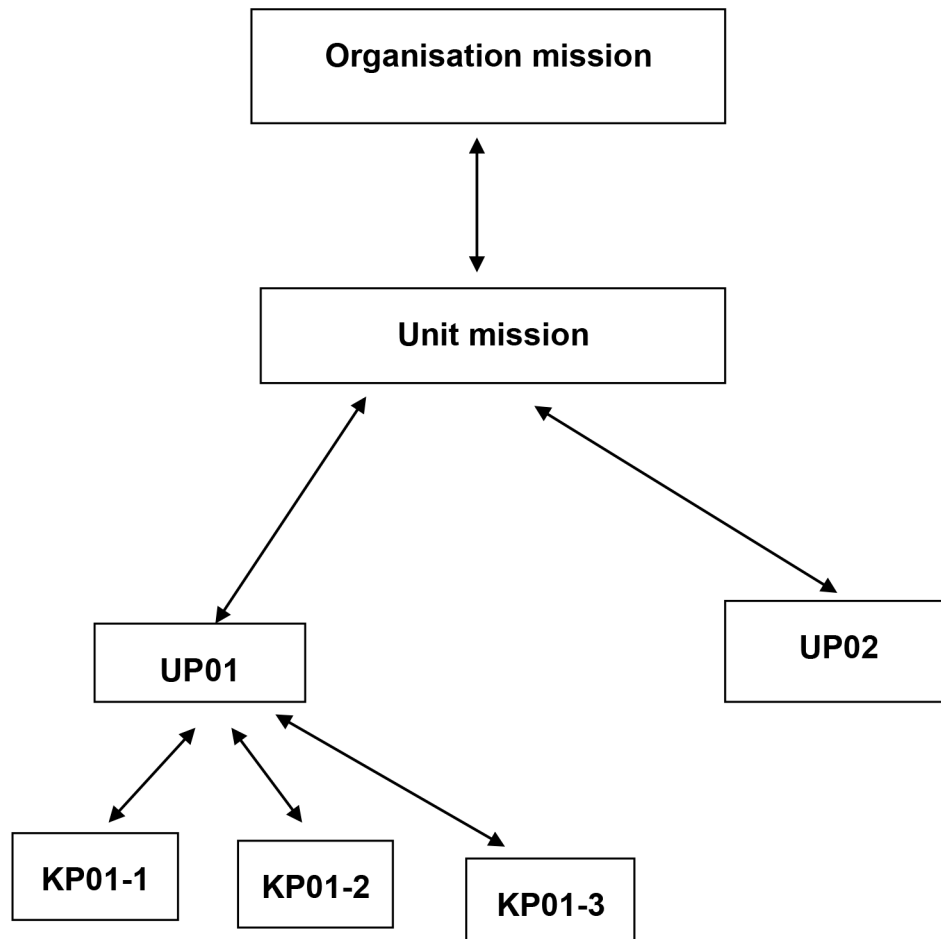 Organisation mission
Unit mission
UP01
UP02
KP01-1
KP01-2
KP01-3